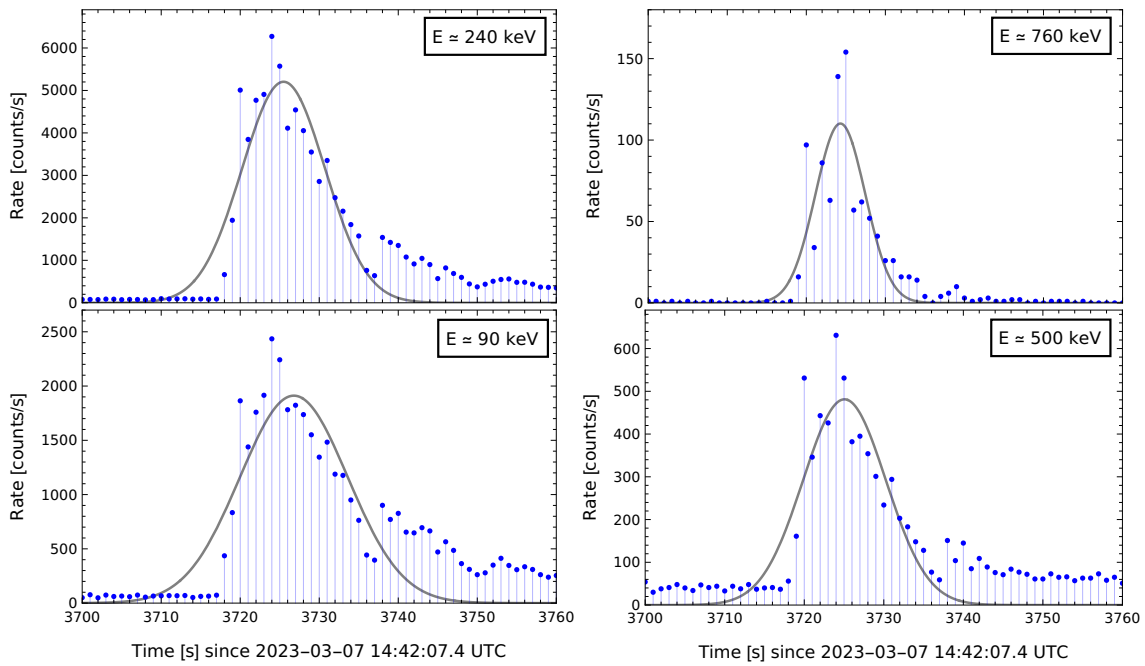 E ≃ 240 keV
Rate [counts/s]
6000
5000
4000
3000
2000
1000
0
E ≃ 760 keV
Rate [counts/s]
150
100
50
0
E ≃ 90 keV
Rate [counts/s]
2500
2000
1500
1000
500
0
3700 3710 3720 3730 3740 3750 3760
Time [s] since 2023−03−07 14:42:07.4 UTC
E ≃ 500 keV
Rate [counts/s]
600
500
400
300
200
100
0
3700 3710 3720 3730 3740 3750 3760
Time [s] since 2023−03−07 14:42:07.4 UTC